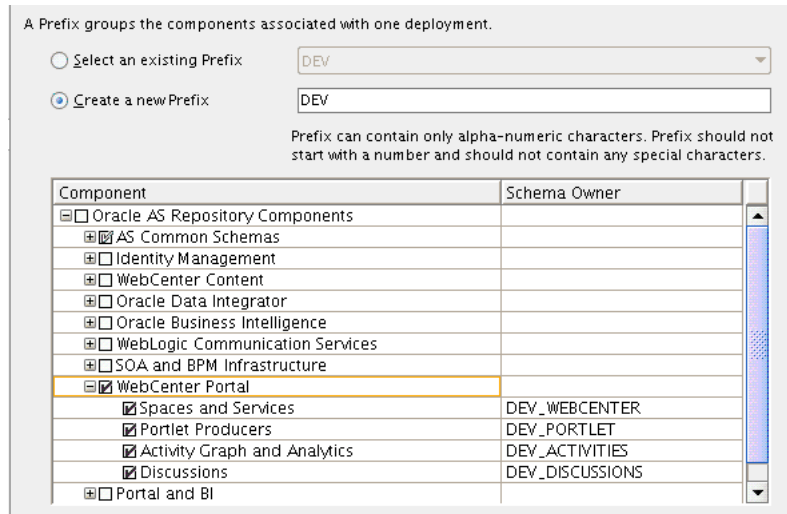 A Prefix groups the components associated with one deployment.
Select an existing Prefix DEV
Create a new Prefix DEV
Prefix can contain only alpha-numeric characters. Prefix should not
start with a number and should not contain any special characters.
Component Schema Owner
Oracle AS Repository Components
AS Common Schemas
Identity Management
WebCenter Content
Oracle Data Integrator
Oracle Business Intelligence
WebLogic Communication Services
SOA and BPM Infrastructure
WebCenter Portal
Spaces and Services DEV_WEBCENTER
Portlet Producers DEV_PORTLET
Activity Graph and Analytics DEV_ACTIVITIES
Discussions DEV_DISCUSSIONS
Portal and BI